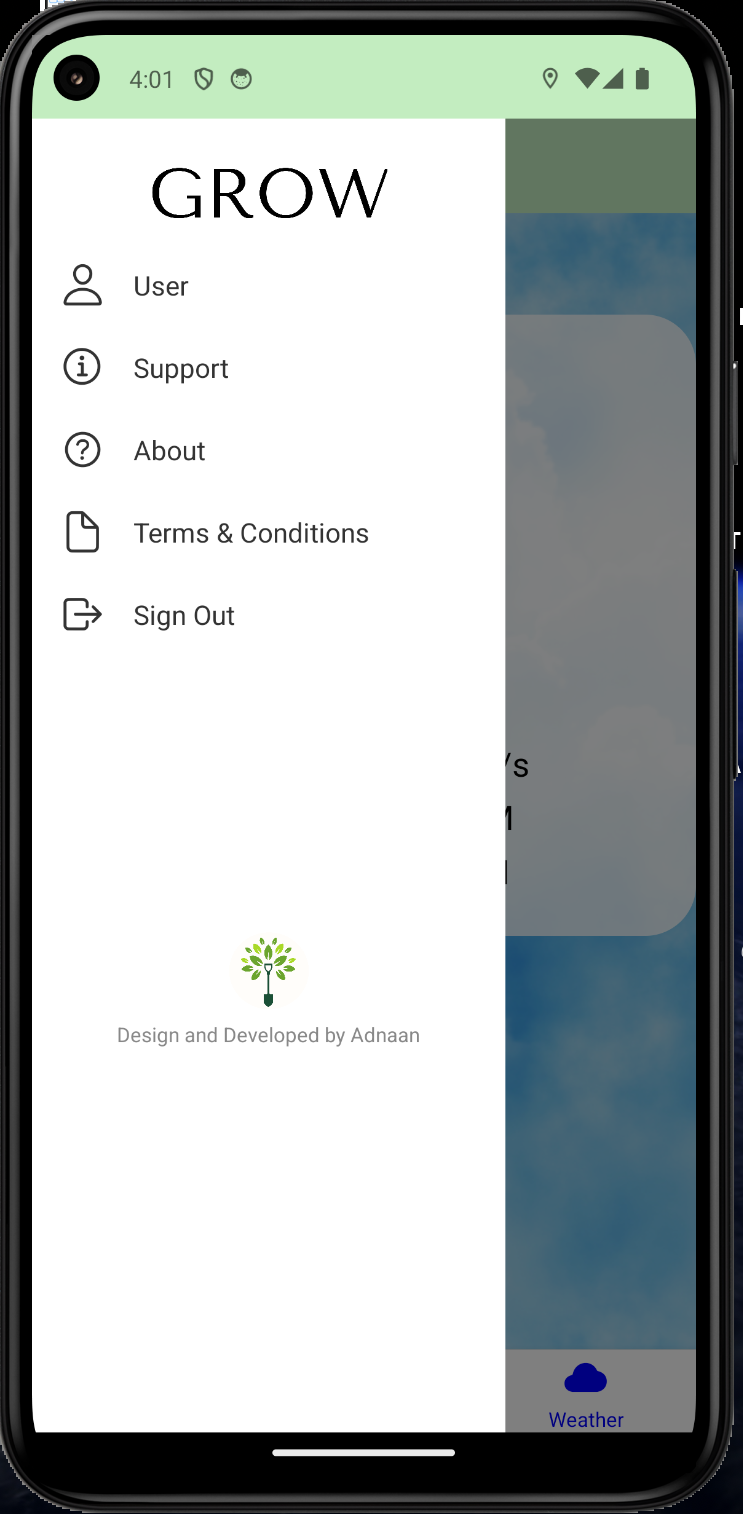 4:01
GROW
User
Support
About
Terms & Conditions
Sign Out
/s
Design and Developed by Adnaan
Weather